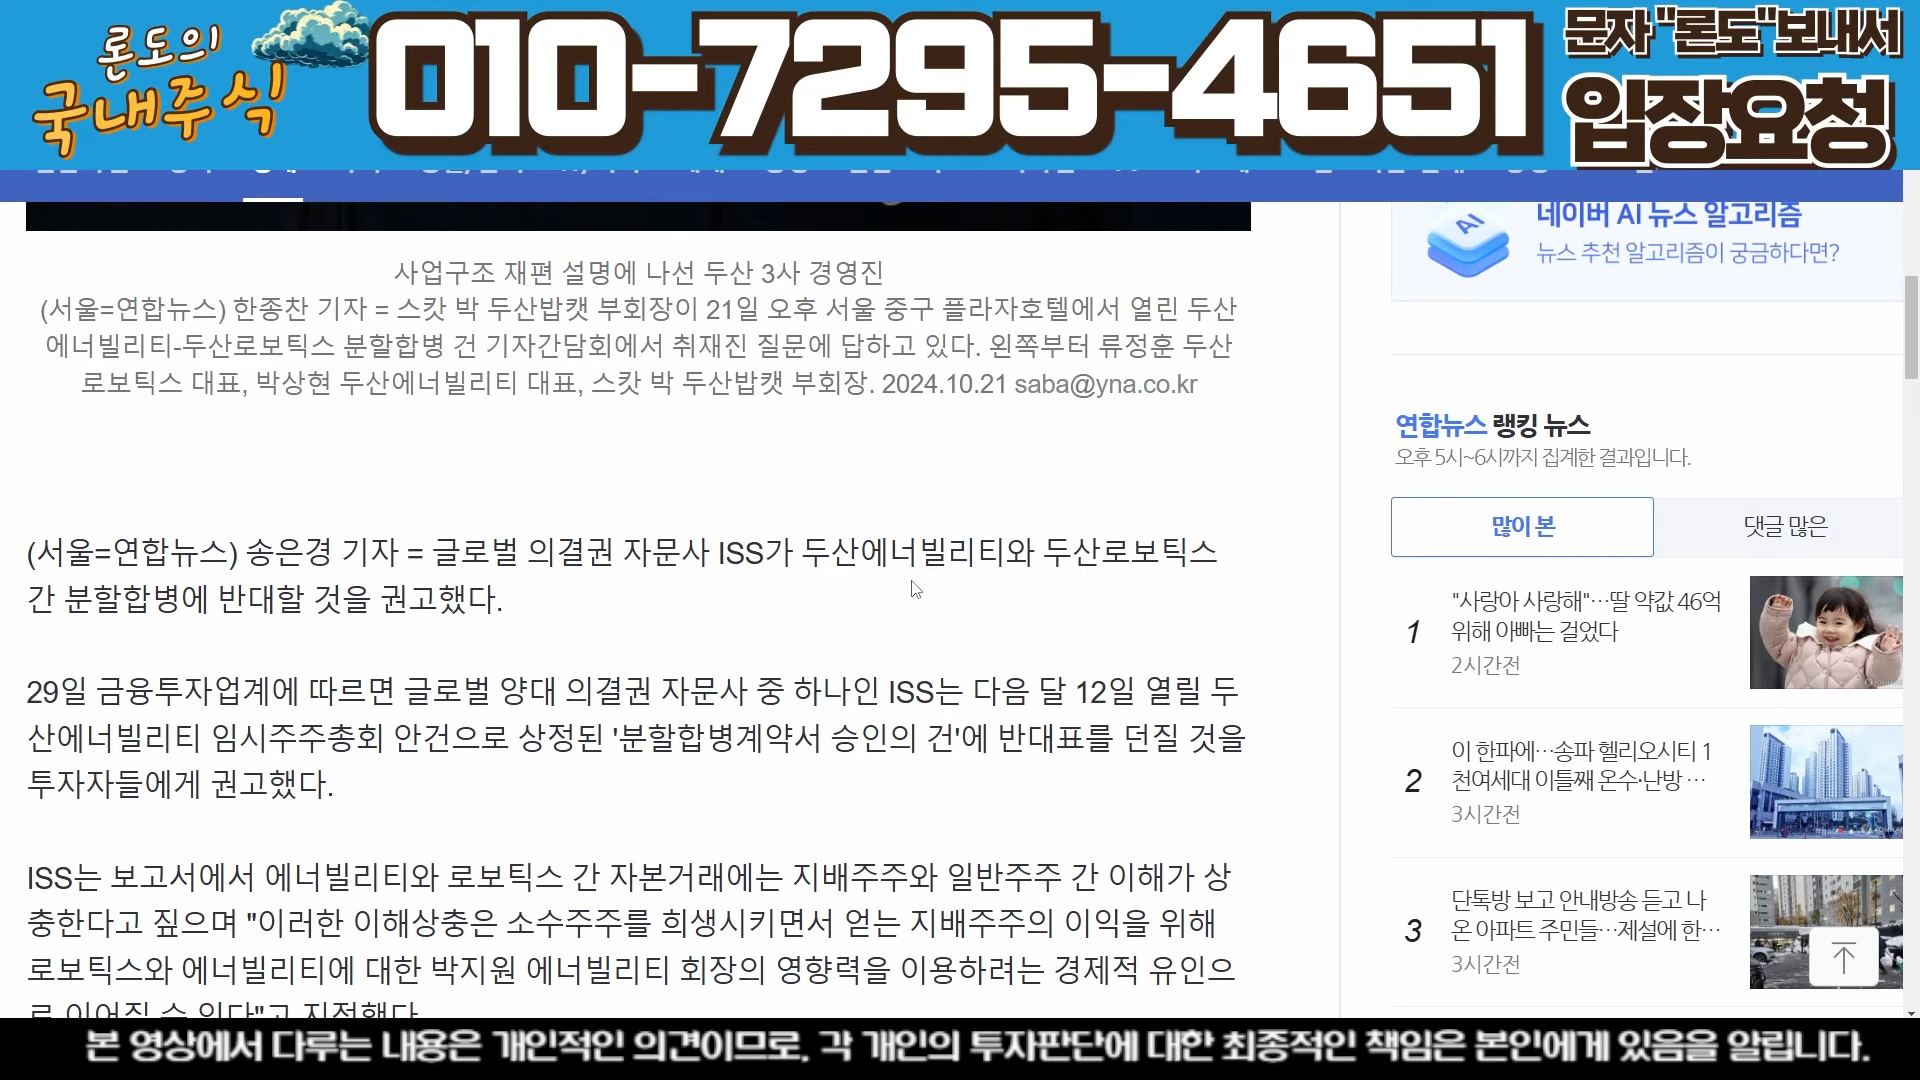 론도의
국내주식
010-7295-4651
문자 "론도"보내서
입장요청
네이버 AI 뉴스 알고리즘
뉴스 추천 알고리즘이 궁금하다면?
AI
사업구조 재편 설명에 나선 두산 3사 경영진
(서울=연합뉴스) 한종찬 기자 = 스캇 박 두산밥캣 부회장이 21일 오후 서울 중구 플라자호텔에서 열린 두산
에너빌리티-두산로보틱스 분할합병 건 기자간담회에서 취재진 질문에 답하고 있다. 왼쪽부터 류정훈 두산
로보틱스 대표, 박상현 두산에너빌리티 대표, 스캇 박 두산밥캣 부회장. 2024.10.21 saba@yna.co.kr
(서울=연합뉴스) 송은경 기자 = 글로벌 의결권 자문사 ISS가 두산에너빌리티와 두산로보틱스
간 분할합병에 반대할 것을 권고했다.
29일 금융투자업계에 따르면 글로벌 양대 의결권 자문사 중 하나인 ISS는 다음 달 12일 열릴 두
산에너빌리티 임시주주총회 안건으로 상정된 '분할합병계약서 승인의 건'에 반대표를 던질 것을
투자자들에게 권고했다.
ISS는 보고서에서 에너빌리티와 로보틱스 간 자본거래에는 지배주주와 일반주주 간 이해가 상
충한다고 짚으며 "이러한 이해상충은 소수주주를 희생시키면서 얻는 지배주주의 이익을 위해
로보틱스와 에너빌리티에 대한 박지원 에너빌리티 회장의 영향력을 이용하려는 경제적 유인으
로 이어질 수 있다"고 지적했다
연합뉴스 랭킹 뉴스
오후 5시~6시까지 집계한 결과입니다.
많이 본
댓글 많은
1
"사랑아 사랑해"…딸 약값 46억
위해 아빠는 걸었다
2시간전
2
이 한파에…송파 헬리오시티 1
천여세대 이틀째 온수·난방 …
3시간전
3
단톡방 보고 안내방송 듣고 나
온 아파트 주민들…제설에 한…
3시간전
본 영상에서 다루는 내용은 개인적인 의견이므로, 각 개인의 투자판단에 대한 최종적인 책임은 본인에게 있음을 알립니다.